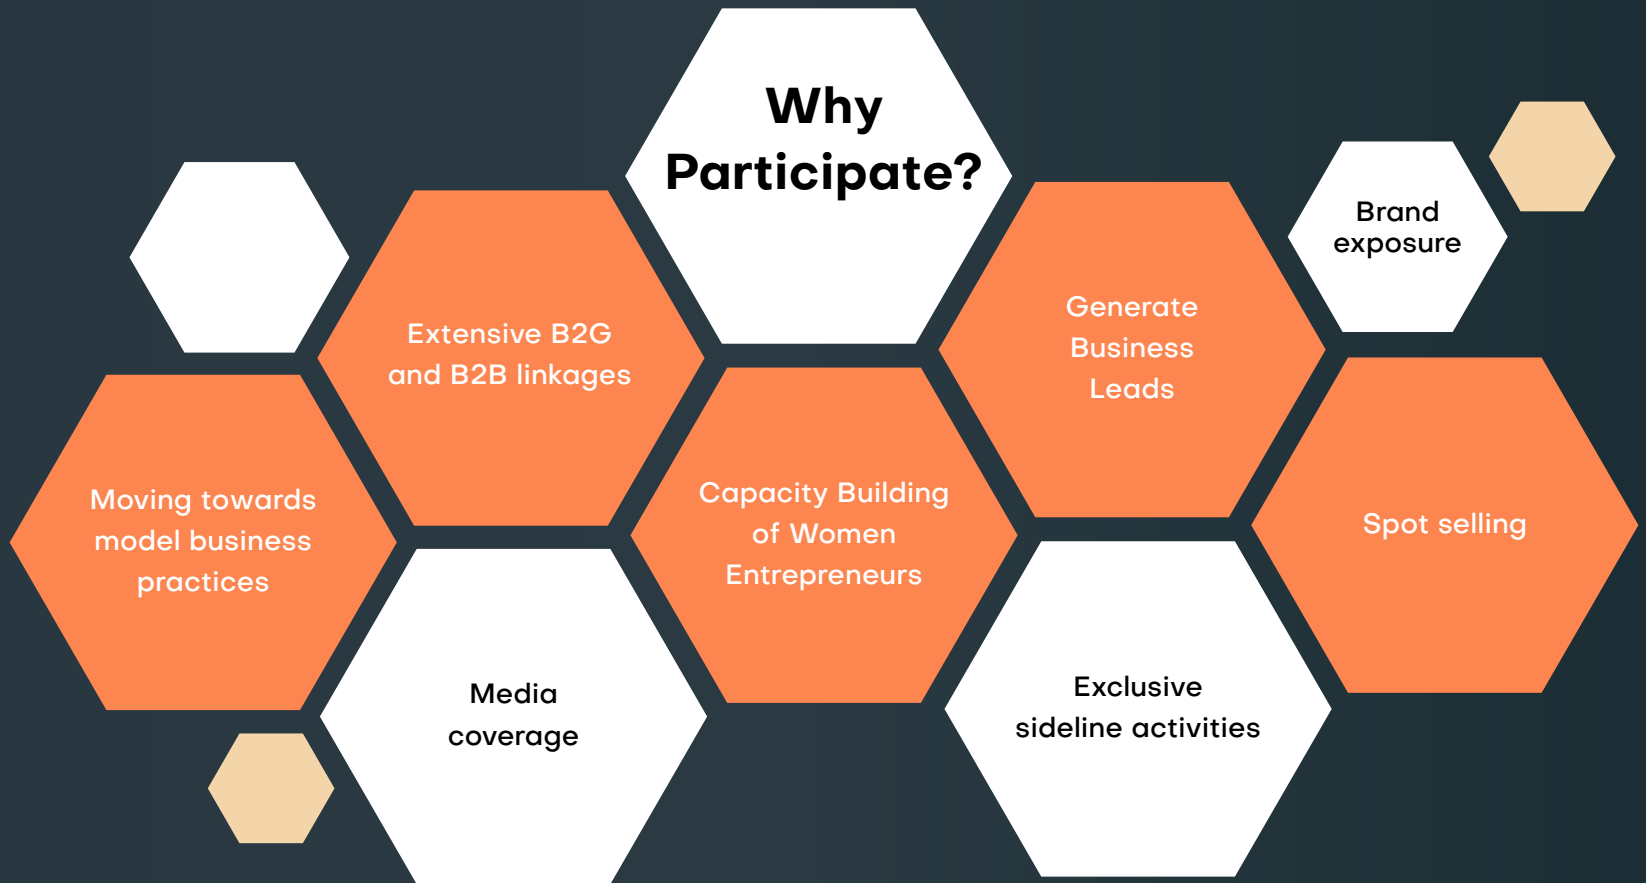 Why
Participate?
Brand
exposure
Extensive B2G
and B2B linkages
Generate
Business
Leads
Moving towards
model business
practices
Capacity Building
of Women
Entrepreneurs
Spot selling
Media
coverage
Exclusive
sideline activities